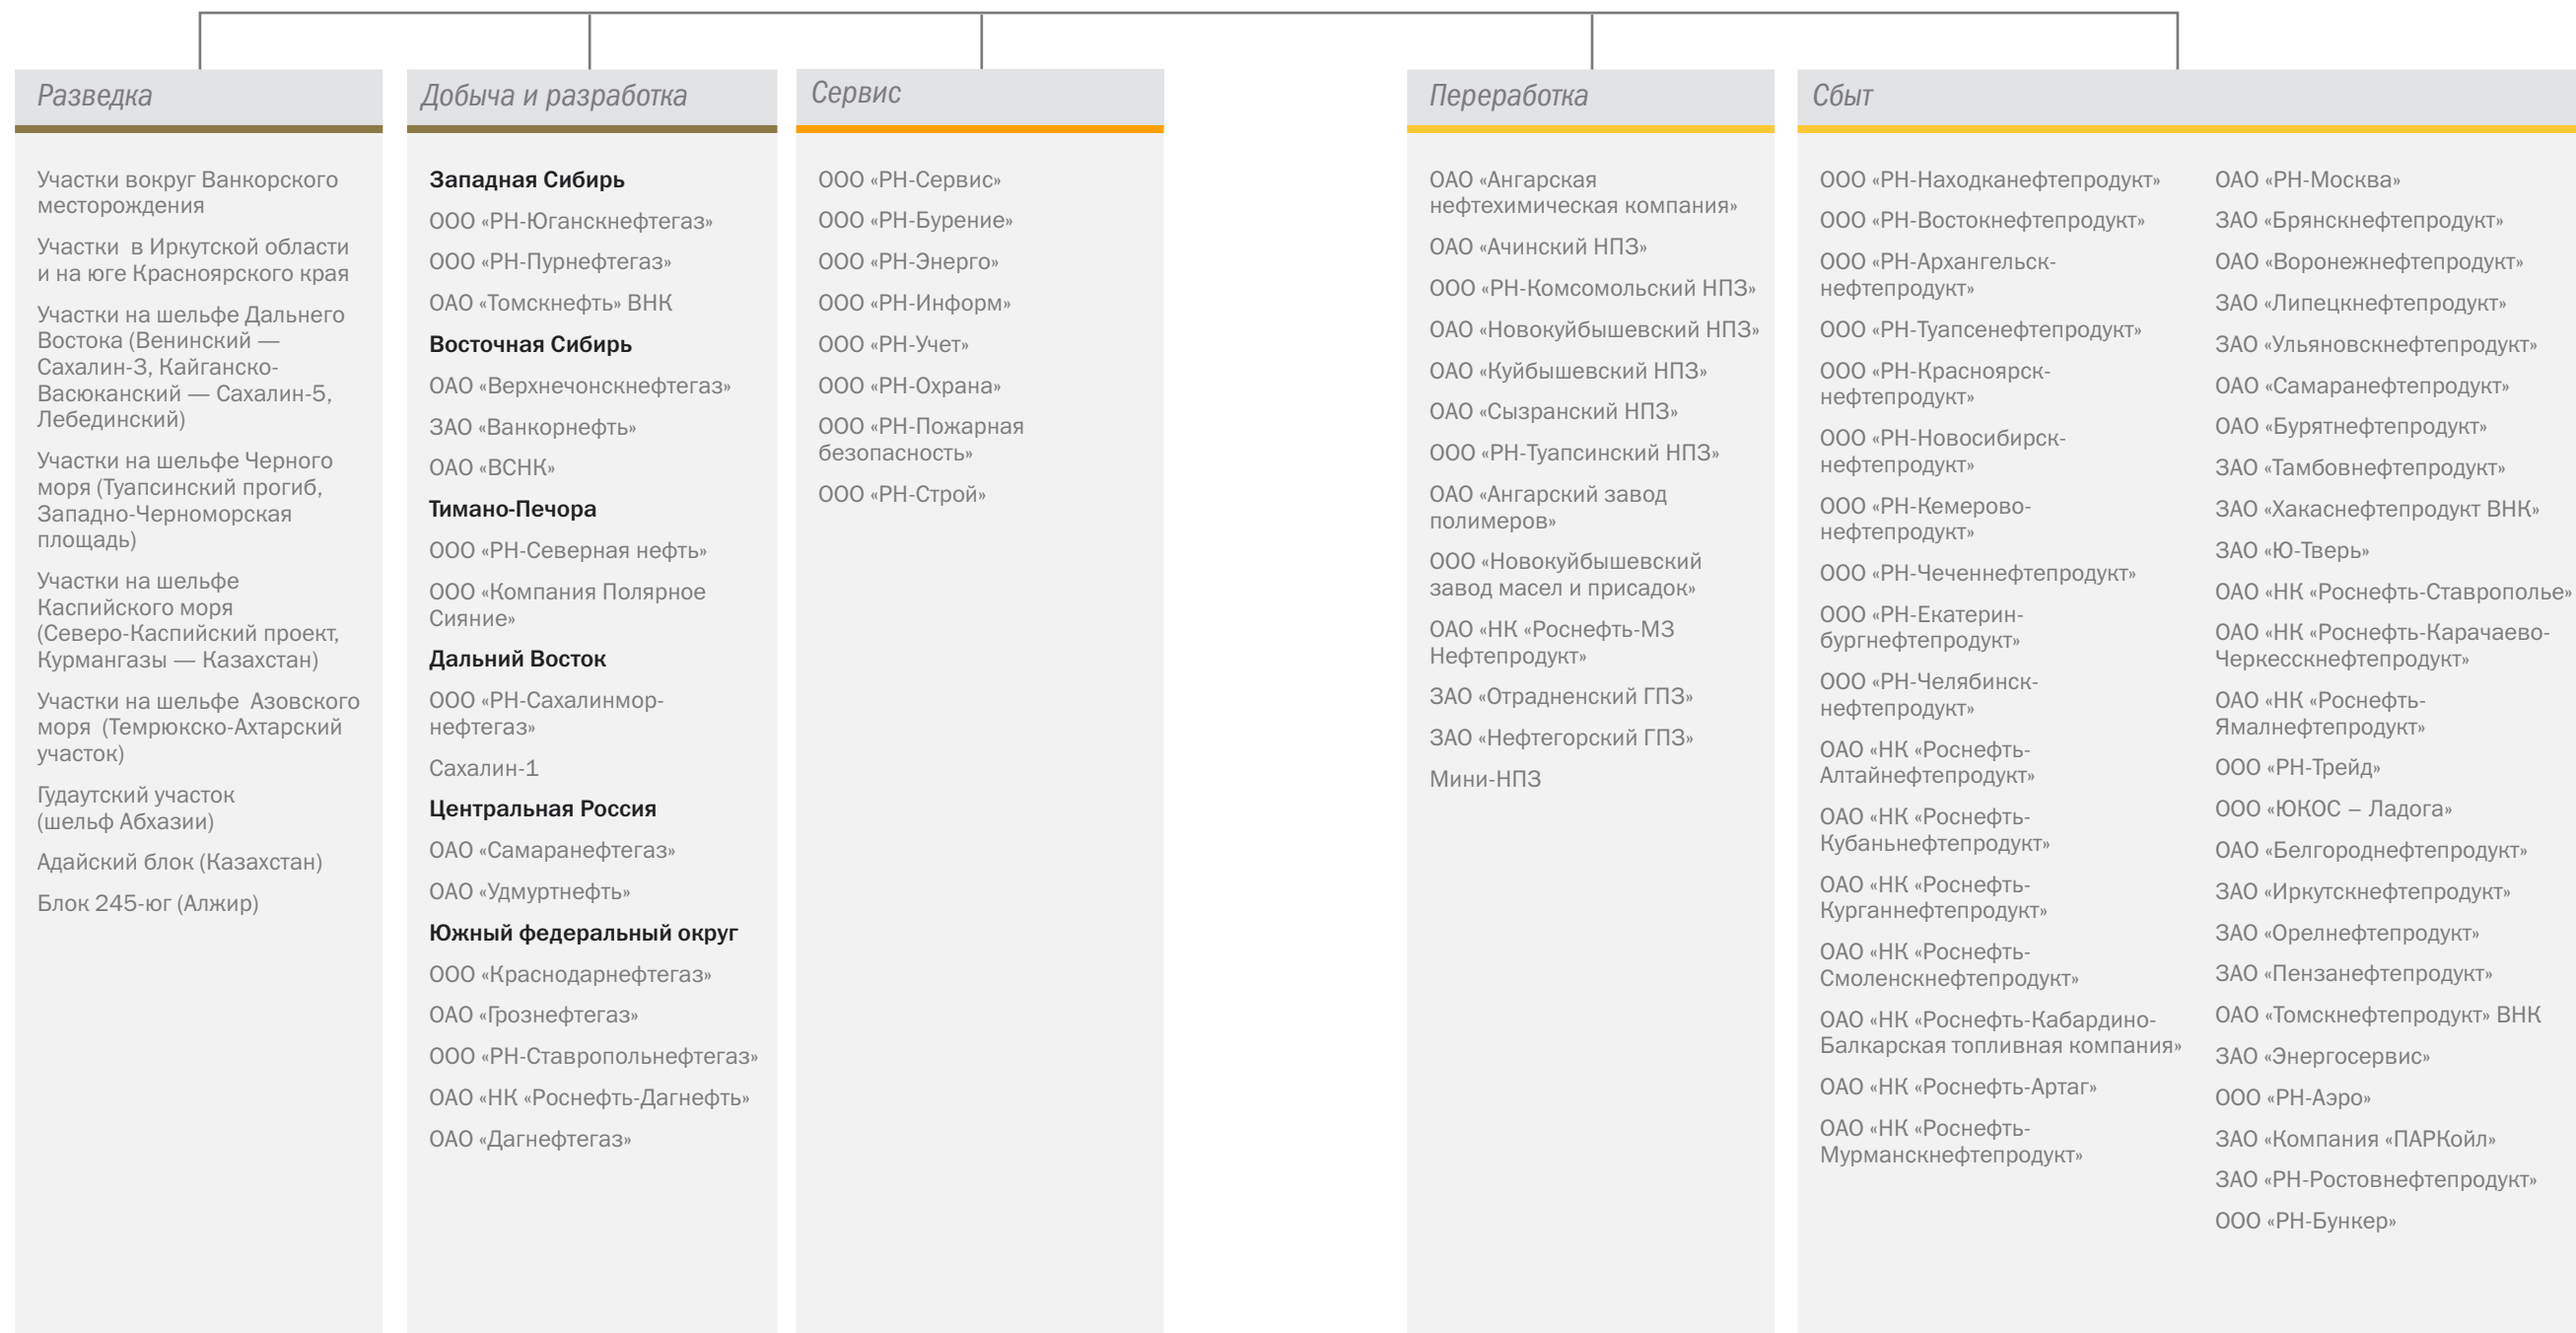 Разведка
Участки вокруг Ванкорского
месторождения
Участки в Иркутской области
и на юге Красноярского края
Участки на шельфе Дальнего
Востока (Венинский —
Сахалин-3, Кайганско-
Васюканский — Сахалин-5,
Лебединский)
Участки на шельфе Черного
моря (Туапсинский прогиб,
Западно-Черноморская
площадь)
Участки на шельфе
Каспийского моря
(Северо-Каспийский проект,
Курмангазы — Казахстан)
Участки на шельфе Азовского
моря (Темрюкско-Ахтарский
участок)
Гудаутский участок
(шельф Абхазии)
Адайский блок (Казахстан)
Блок 245-юг (Алжир)
Добыча и разработка
Западная Сибирь
ООО «РН-Юганскнефтегаз»
ООО «РН-Пурнефтегаз»
ОАО «Томскнефть» ВНК
Восточная Сибирь
ОАО «Верхнечонскнефтегаз»
ЗАО «Ванкорнефть»
ОАО «ВСНК»
Тимано-Печора
ООО «РН-Северная нефть»
ООО «Компания Полярное
Сияние»
Дальний Восток
ООО «РН-Сахалинмор-
нефтегаз»
Сахалин-1
Центральная Россия
ОАО «Самаранефтегаз»
ОАО «Удмуртнефть»
Южный федеральный округ
ООО «Краснодарнефтегаз»
ОАО «Грознефтегаз»
ООО «РН-Ставропольнефтегаз»
ОАО «НК «Роснефть-Дагнефть»
ОАО «Дагнефтегаз»
Сервис
ООО «РН-Сервис»
ООО «РН-Бурение»
ООО «РН-Энерго»
ООО «РН-Информ»
ООО «РН-Учет»
ООО «РН-Охрана»
ООО «РН-Пожарная
безопасность»
ООО «РН-Строй»
Переработка
ОАО «Ангарская
нефтехимическая компания»
ОАО «Ачинский НПЗ»
ООО «РН-Комсомольский НПЗ»
ОАО «Новокуйбышевский НПЗ»
ОАО «Куйбышевский НПЗ»
ОАО «Сызранский НПЗ»
ООО «РН-Туапсинский НПЗ»
ОАО «Ангарский завод
полимеров»
ООО «Новокуйбышевский
завод масел и присадок»
ОАО «НК «Роснефть-МЗ
Нефтепродукт»
ЗАО «Отрадненский ГПЗ»
ЗАО «Нефтегорский ГПЗ»
Мини-НПЗ
Сбыт
ООО «РН-Находканефтепродукт»
ООО «РН-Востокнефтепродукт»
ООО «РН-Архангельск-
нефтепродукт»
ООО «РН-Туапсенефтепродукт»
ООО «РН-Красноярск-
нефтепродукт»
ООО «РН-Новосибирск-
нефтепродукт»
ООО «РН-Кемерово-
нефтепродукт»
ООО «РН-Чеченнефтепродукт»
ООО «РН-Екатерин-
бургнефтепродукт»
ООО «РН-Челябинск-
нефтепродукт»
ОАО «НК «Роснефть-
Алтайнефтепродукт»
ОАО «НК «Роснефть-
Кубаньнефтепродукт»
ОАО «НК «Роснефть-
Курганнефтепродукт»
ОАО «НК «Роснефть-
Смоленскнефтепродукт»
ОАО «НК «Роснефть-Кабардино-
Балкарская топливная компания»
ОАО «НК «Роснефть-Артаг»
ОАО «НК «Роснефть-
Мурманскнефтепродукт»
ОАО «РН-Москва»
ЗАО «Брянскнефтепродукт»
ОАО «Воронежнефтепродукт»
ЗАО «Липецкнефтепродукт»
ЗАО «Ульяновскнефтепродукт»
ОАО «Самаранефтепродукт»
ОАО «Бурятнефтепродукт»
ЗАО «Тамбовнефтепродукт»
ЗАО «Хакаснефтепродукт ВНК»
ЗАО «Ю-Тверь»
ОАО «НК «Роснефть-Ставрополье»
ОАО «НК «Роснефть-Карачаево-
Черкесскнефтепродукт»
ОАО «НК «Роснефть-
Ямалнефтепродукт»
ООО «РН-Трейд»
ООО «ЮКОС – Ладога»
ОАО «Белгороднефтепродукт»
ЗАО «Иркутскнефтепродукт»
ЗАО «Орелнефтепродукт»
ЗАО «Пензанефтепродукт»
ОАО «Томскнефтепродукт» ВНК
ЗАО «Энергосервис»
ООО «РН-Аэро»
ЗАО «Компания «ПАРКойл»
ЗАО «РН-Ростовнефтепродукт»
ООО «РН-Бункер»